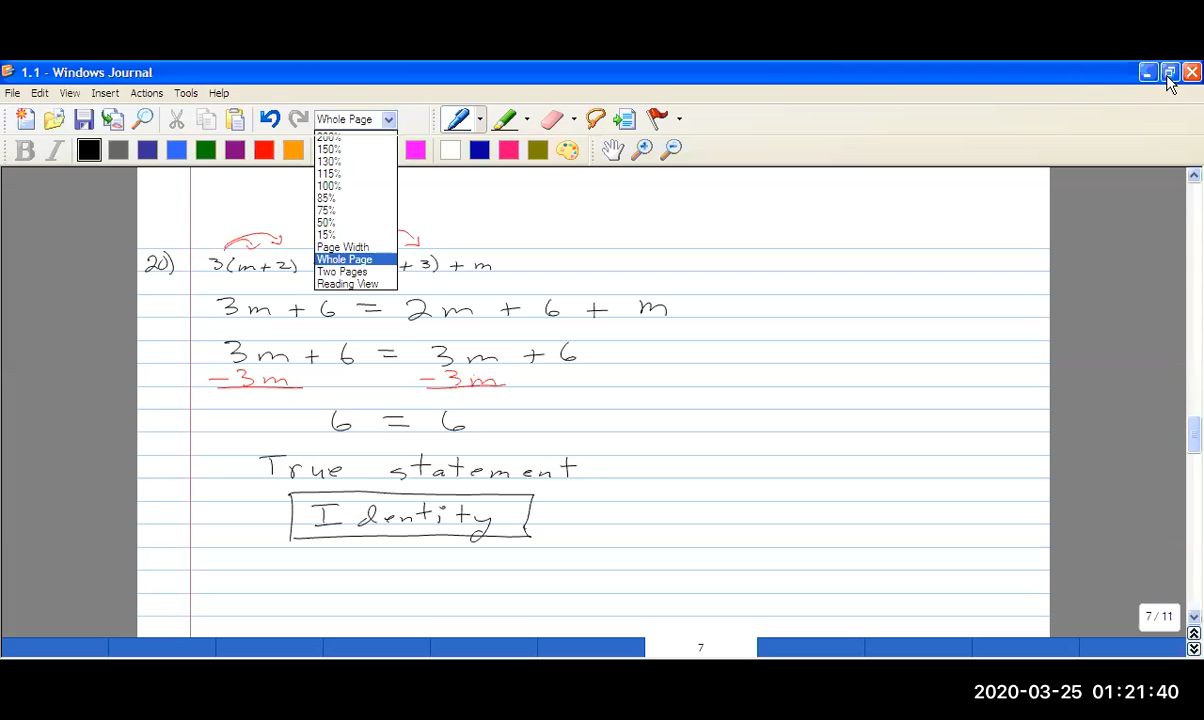 1.1 - Windows Journal
File Edit View Insert Actions Tools Help
Whole Page
B I
200%
150%
130%
115%
100%
85%
75%
50%
15%
Page Width
Whole Page
Two Pages
Reading View
20) 3(m+2) + 3) + m
3m + 6 = 2m + 6 + m
3m + 6 = 3m + 6
-3m -3m
6 = 6
True statement
Identity
7 / 11
7
2020-03-25 01:21:40